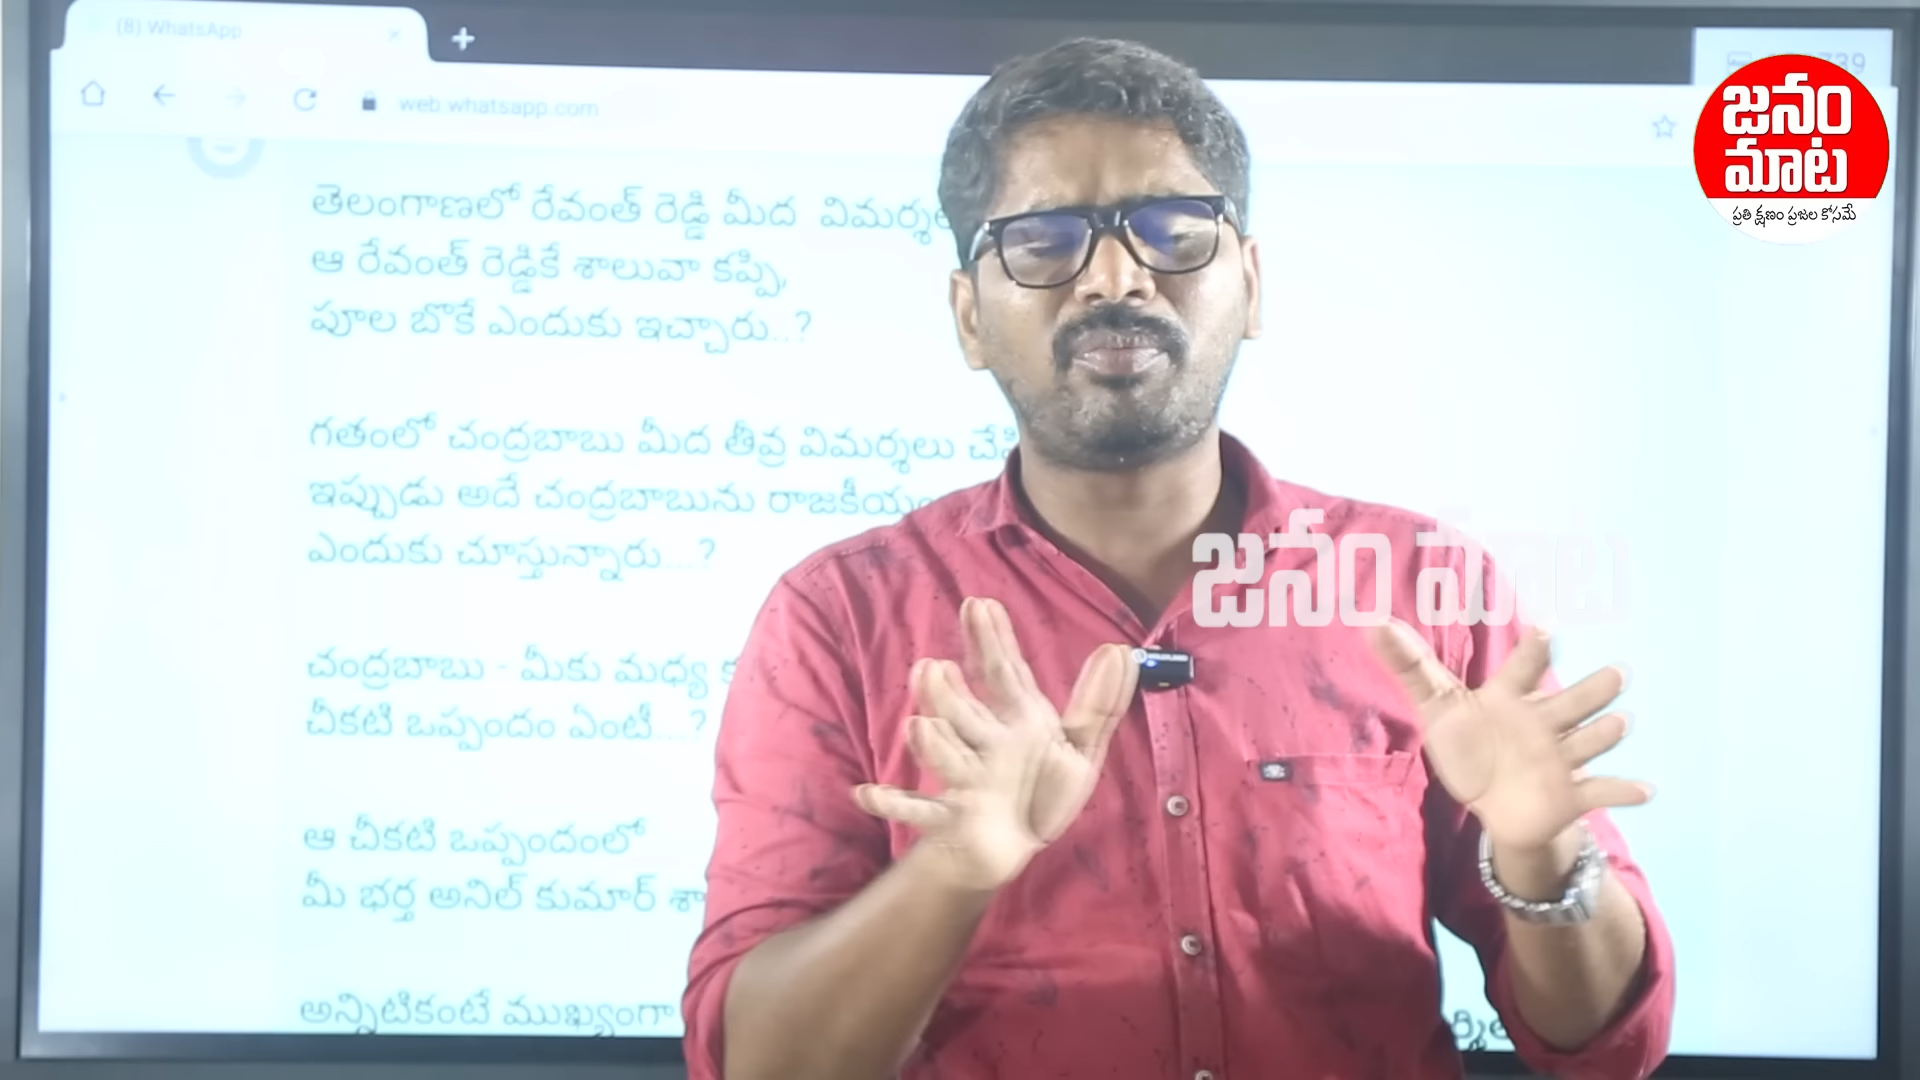 (8) WhatsApp
web.whatsapp.com
జనం
మాట
ప్రతి క్షణం ప్రజల కోసమే
తెలంగాణలో రేవంత్ రెడ్డి మీద విమర్శల
ఆ రేవంత్ రెడ్డికే శాలువా కప్పి,
పూల బొకే ఎందుకు ఇచ్చారు..?
గతంలో చంద్రబాబు మీద తీవ్ర విమర్శలు
ఇప్పుడు అదే చంద్రబాబును
ఎందుకు చూస్తున్నారు....?
జనం మాట
చంద్రబాబు - మీకు మధ్య
చీకటి ఒప్పందం ఏంటి....?
ఆ చీకటి ఒప్పందంలో
మీ భర్త అనిల్ కుమార్
అన్నిటికంటే ముఖ్యంగా